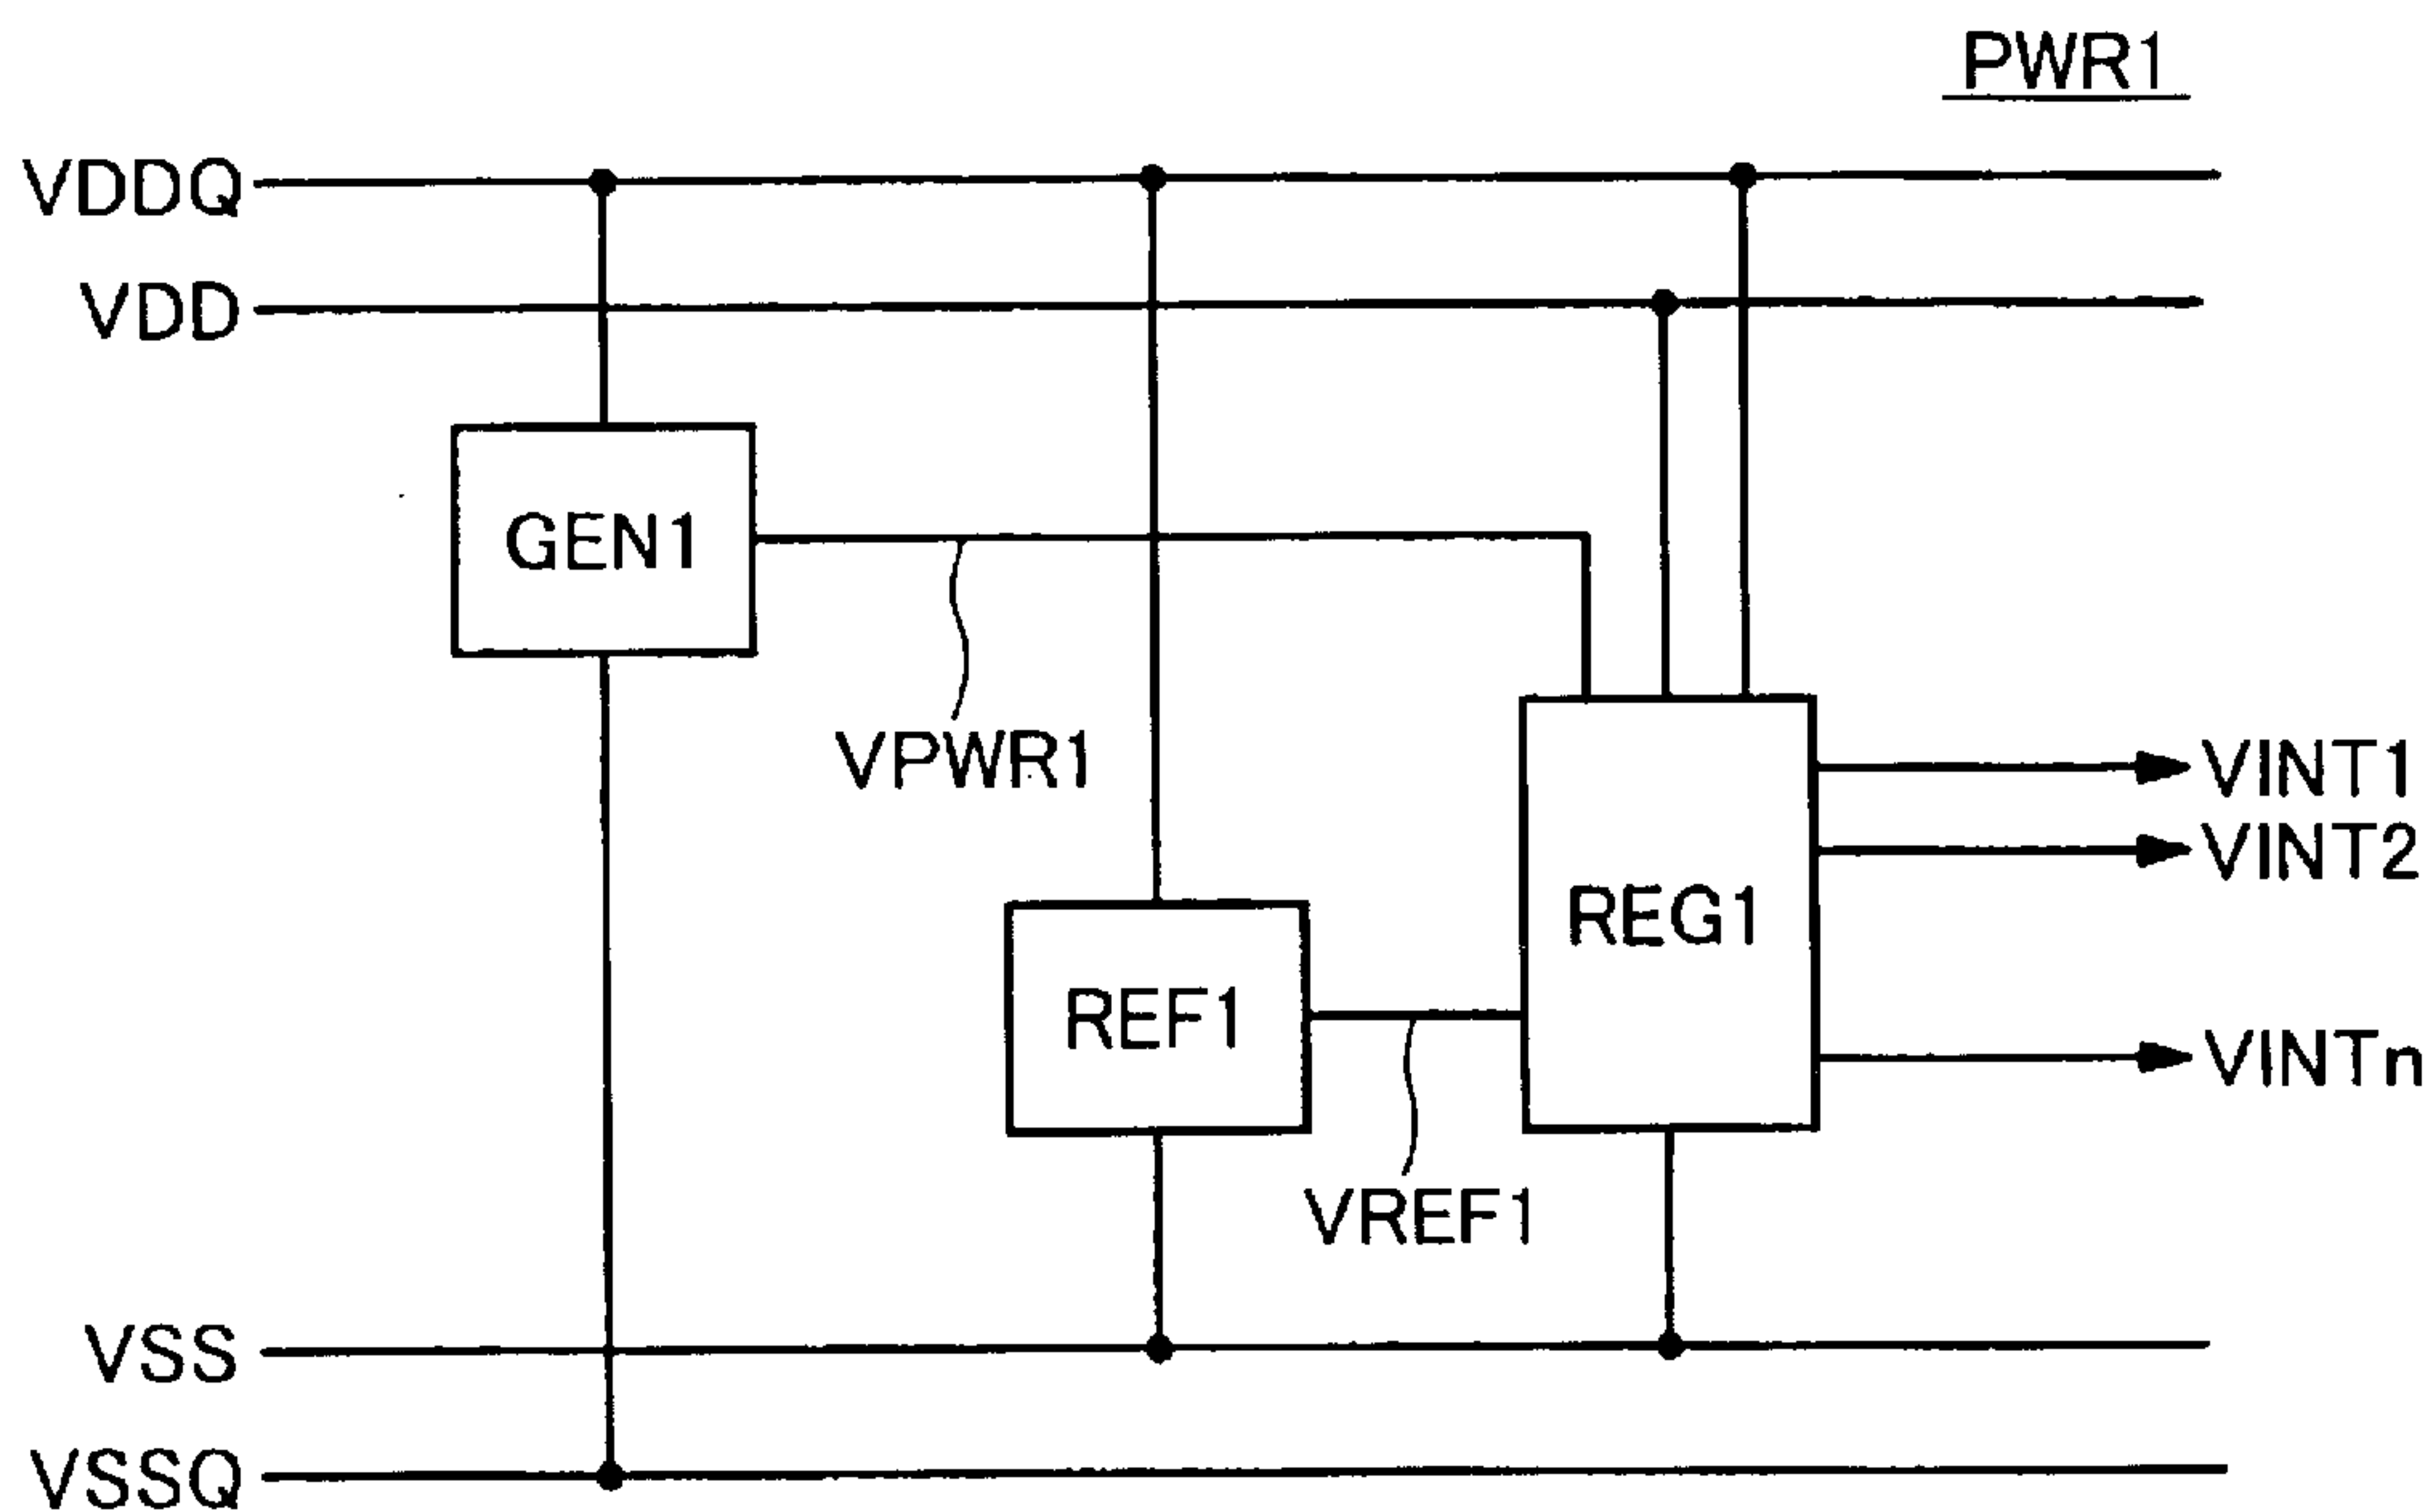 PWR1
VDDQ
VDD
GEN1
VPWR1
VINT1
VINT2
REG1
REF1
VINTn
VREF1
VSS
VSSQ